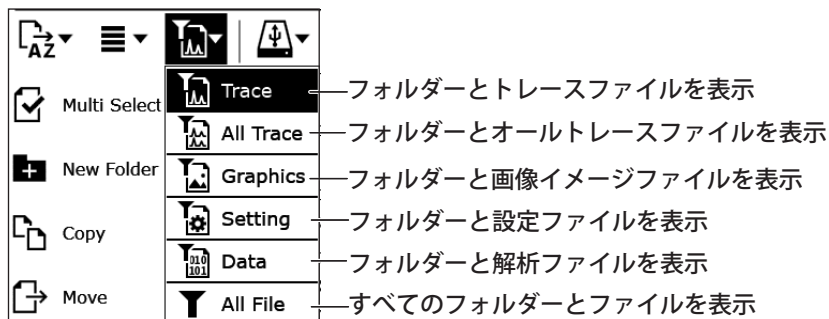 AZ
Multi Select
New Folder
Copy
Move
Trace
フォルダーとトレースファイルを表示
All Trace
フォルダーとオールトレースファイルを表示
Graphics
フォルダーと画像イメージファイルを表示
Setting
フォルダーと設定ファイルを表示
010
101
Data
フォルダーと解析ファイルを表示
All File
すべてのフォルダーとファイルを表示